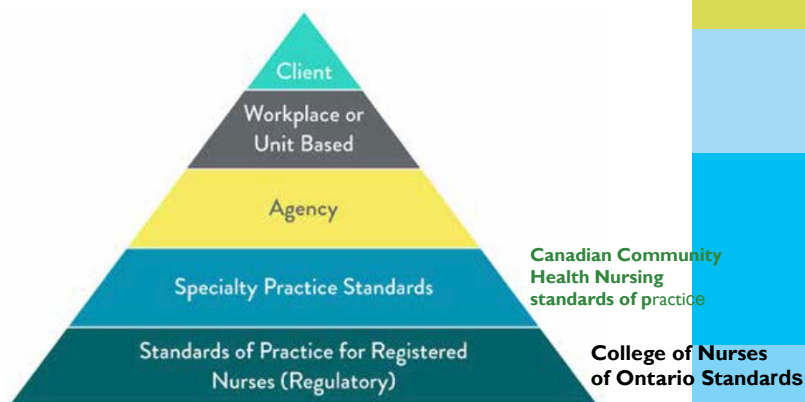 Client
Workplace or
Unit Based
Agency
Specialty Practice Standards
Canadian Community
Health Nursing
standards of practice
Standards of Practice for Registered
Nurses (Regulatory)
College of Nurses
of Ontario Standards